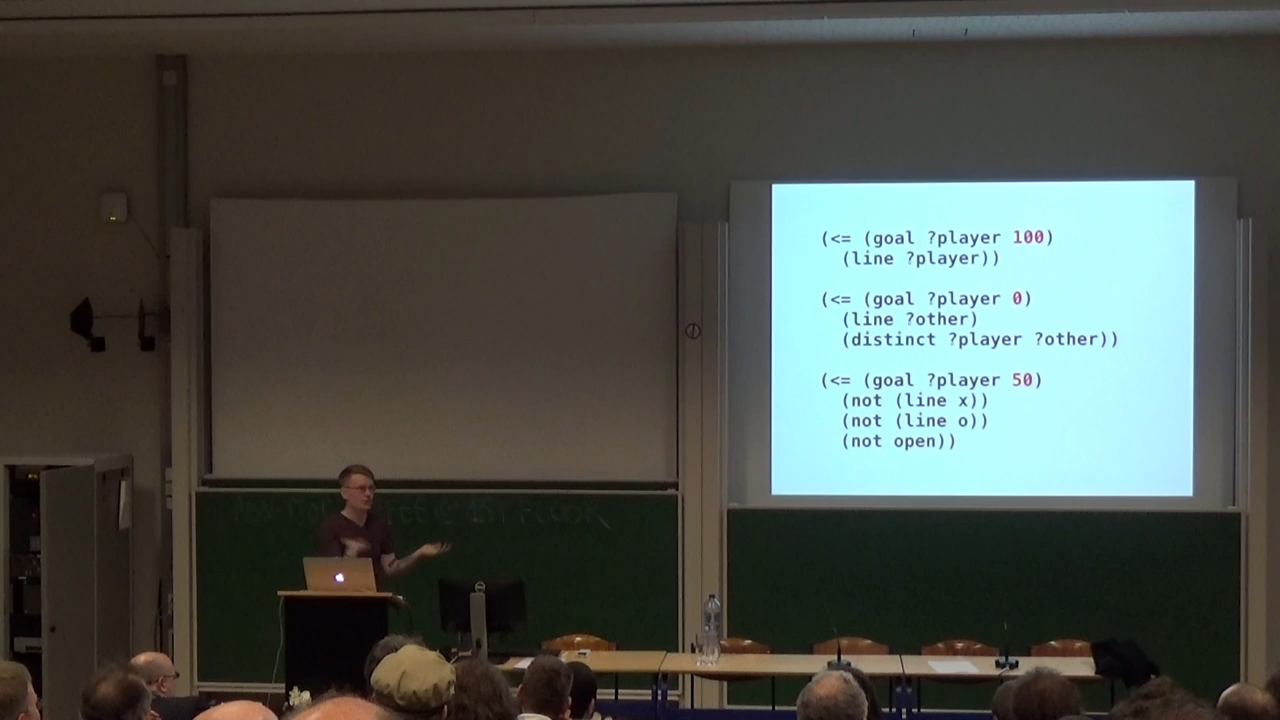 (<= (goal ?player 100)
(line ?player))
(<= (goal ?player 0)
(line ?other)
(distinct ?player ?other))
(<= (goal ?player 50)
(not (line x))
(not (line o))
(not open))